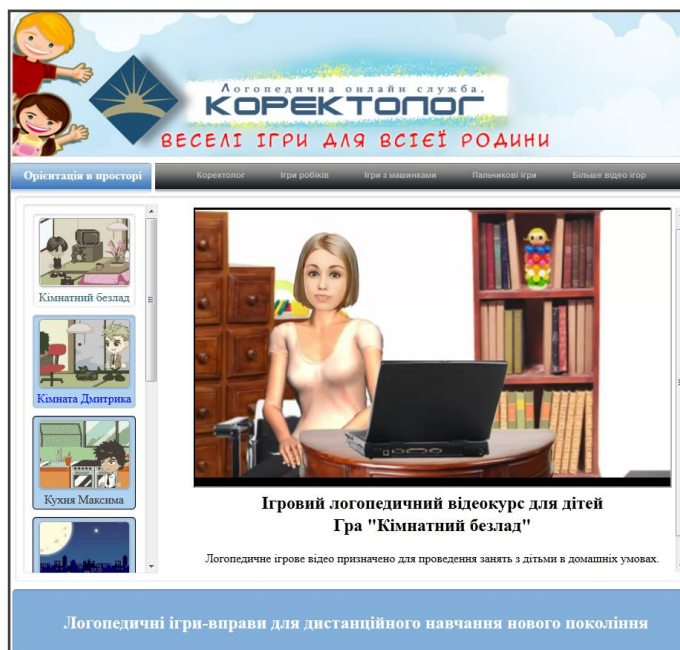 Логопедична онлайн служба.
КОРЕКТОЛОГ
ВЕСЕЛІ ІГРИ ДЛЯ ВСІЄЇ РОДИНИ
Орієнтація в просторі
Коректолог
Ігри робіків
Ігри з машинками
Пальчикові ігри
Більше відео ігор
Кімнатний безлад
Кімната Дмитрика
Кухня Максима
Ігровий логопедичний відеокурс для дітей
Гра "Кімнатний безлад"
Логопедичне ігрове відео призначено для проведення занять з дітьми в домашніх умовах.
Логопедичні ігри-вправи для дистанційного навчання нового покоління